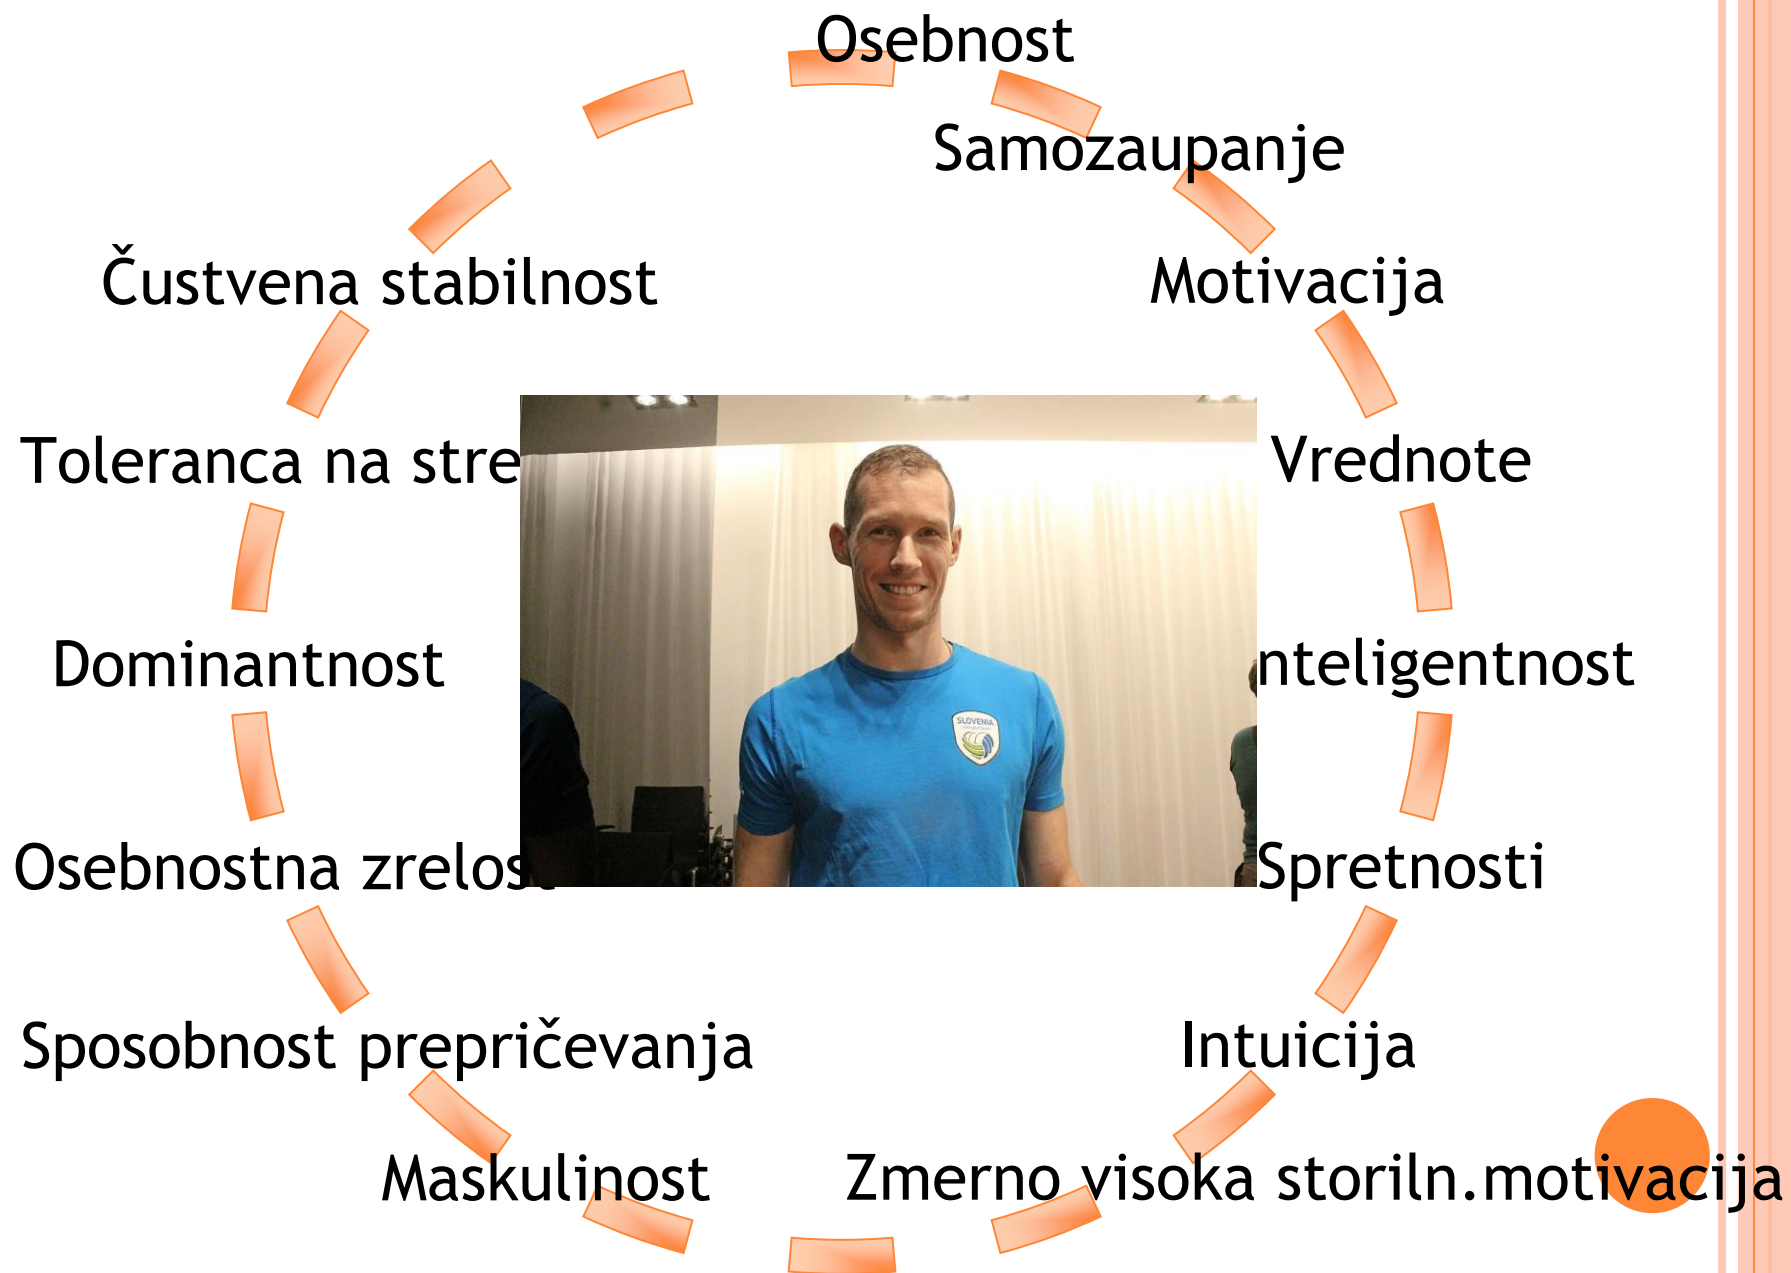 Osebnost
Samozaupanje
Čustvena stabilnost
Motivacija
Toleranca na stre
Vrednote
SLOVENIA
Dominantnost
nteligentnost
Osebnostna zrelost
Spretnosti
Sposobnost prepričevanja
Intuicija
Maskulinost
Zmerno visoka storiln.motivacija